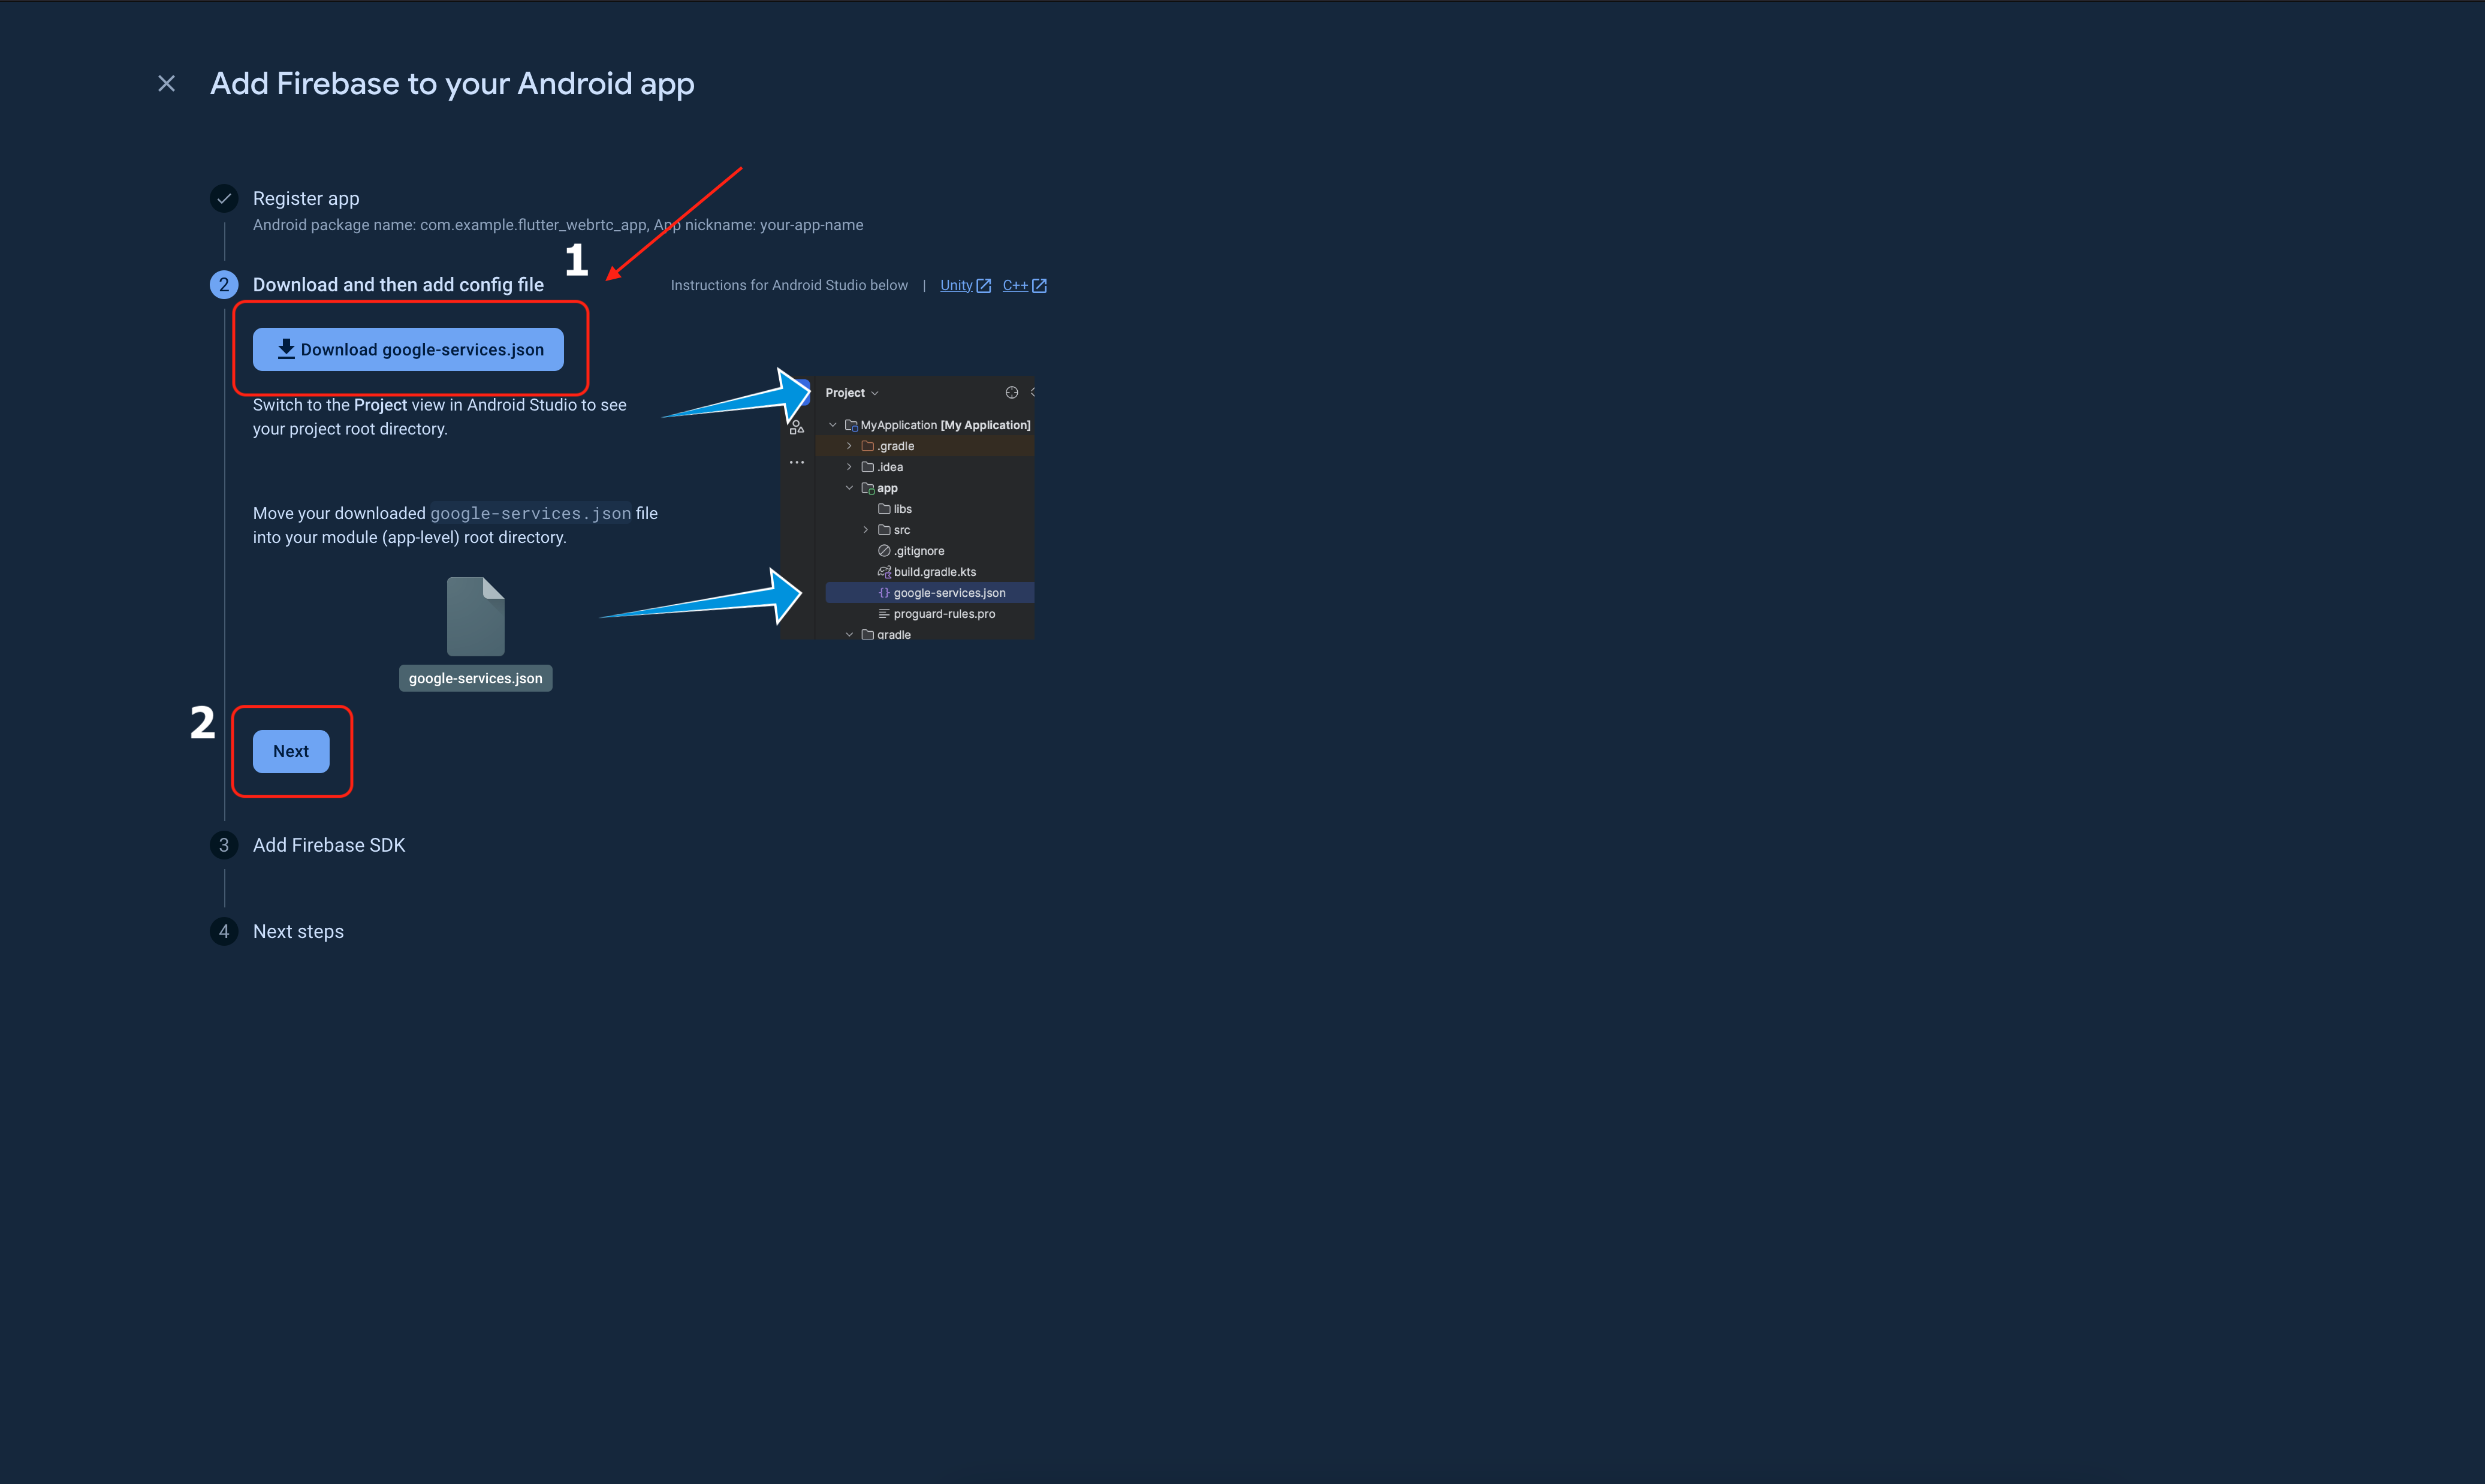 Add Firebase to your Android app
Register app
Android package name: com.example.flutter_webrtc_app, App nickname: your-app-name
1
2 Download and then add config file
Instructions for Android Studio below | Unity C++
Download google-services.json
Switch to the Project view in Android Studio to see
your project root directory.
Move your downloaded google-services.json file
into your module (app-level) root directory.
google-services.json
Project
MyApplication [My Application]
.gradle
.idea
app
libs
src
.gitignore
build.gradle.kts
google-services.json
proguard-rules.pro
gradle
2
Next
3 Add Firebase SDK
4 Next steps